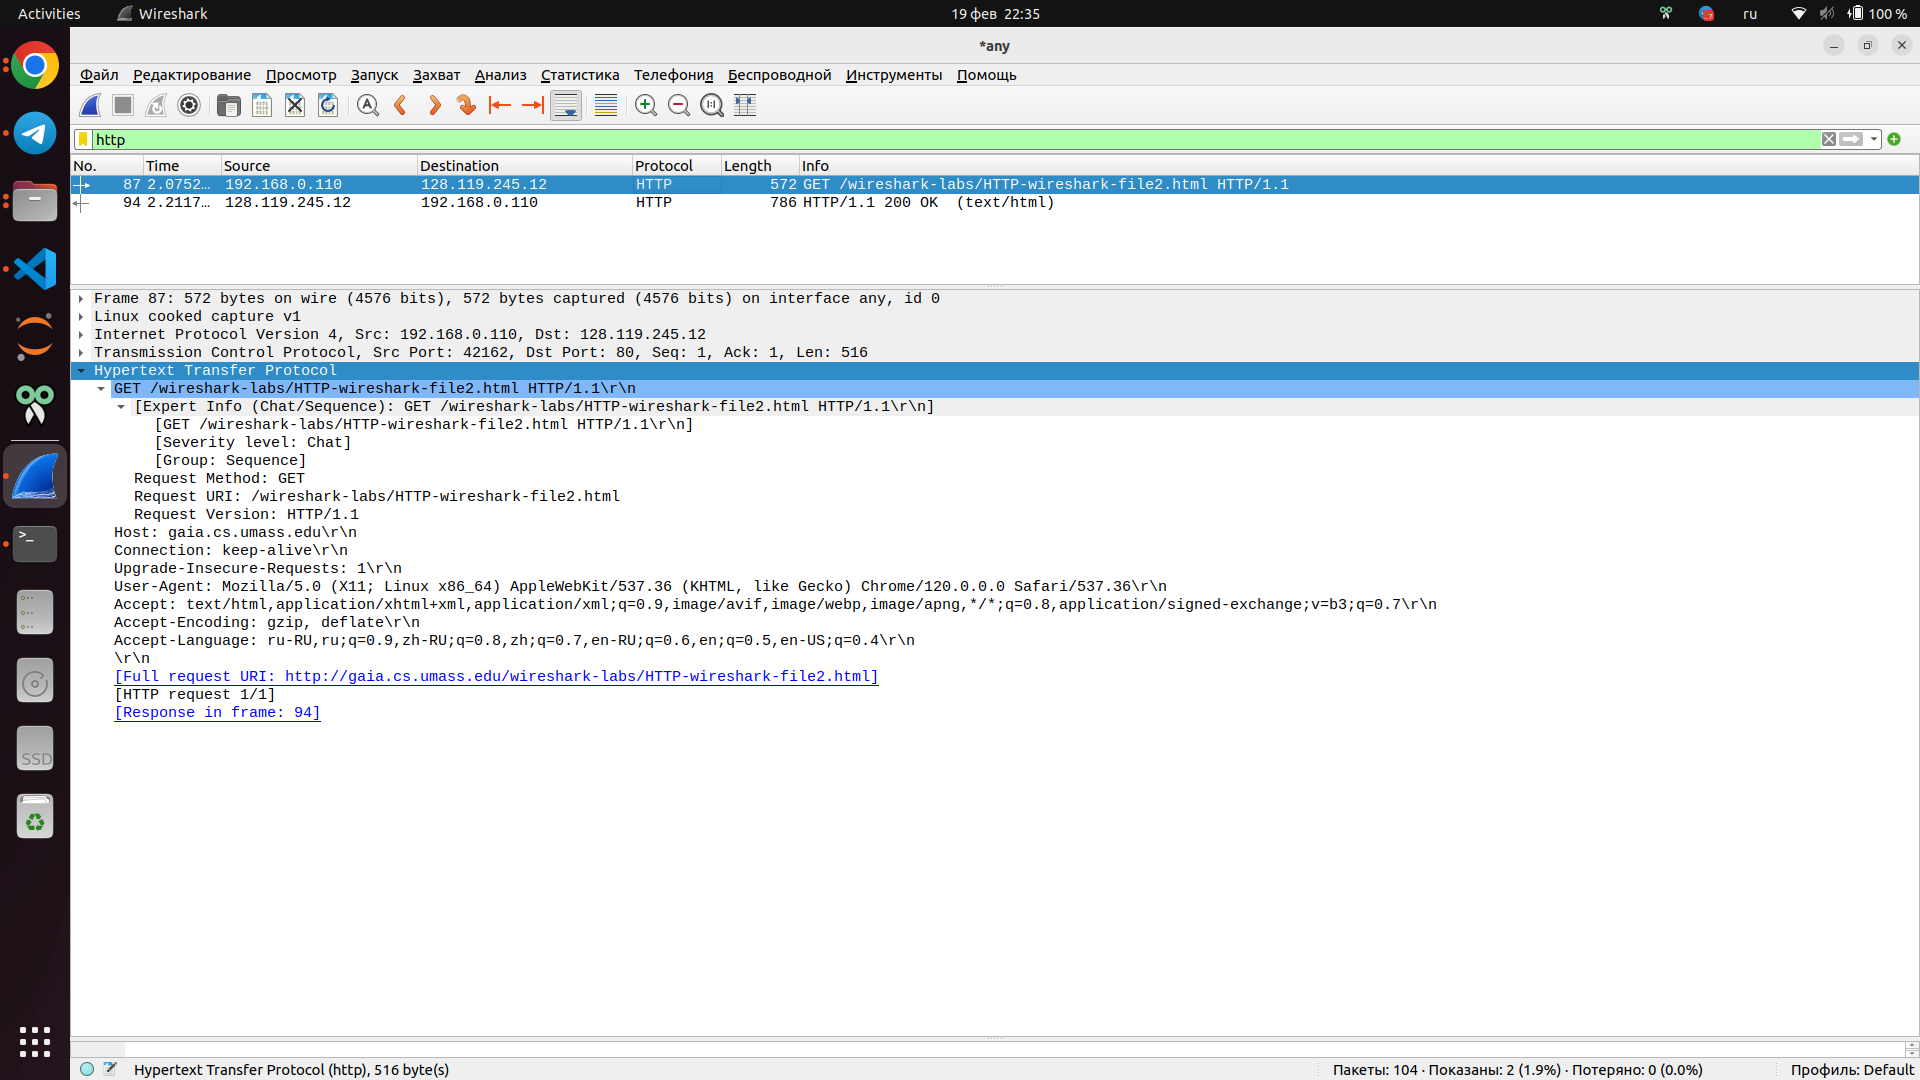 Activities Wireshark 19 фев 22:35 ru 100 %
*any
Файл Редактирование Просмотр Запуск Захват Анализ Статистика Телефония Беспроводной Инструменты Помощь
http
No. Time Source Destination Protocol Length Info
87 2.0752… 192.168.0.110 128.119.245.12 HTTP 572 GET /wireshark-labs/HTTP-wireshark-file2.html HTTP/1.1
94 2.2117… 128.119.245.12 192.168.0.110 HTTP 786 HTTP/1.1 200 OK (text/html)
Frame 87: 572 bytes on wire (4576 bits), 572 bytes captured (4576 bits) on interface any, id 0
Linux cooked capture v1
Internet Protocol Version 4, Src: 192.168.0.110, Dst: 128.119.245.12
Transmission Control Protocol, Src Port: 42162, Dst Port: 80, Seq: 1, Ack: 1, Len: 516
Hypertext Transfer Protocol
GET /wireshark-labs/HTTP-wireshark-file2.html HTTP/1.1\r\n
[Expert Info (Chat/Sequence): GET /wireshark-labs/HTTP-wireshark-file2.html HTTP/1.1\r\n]
[GET /wireshark-labs/HTTP-wireshark-file2.html HTTP/1.1\r\n]
[Severity level: Chat]
[Group: Sequence]
Request Method: GET
Request URI: /wireshark-labs/HTTP-wireshark-file2.html
Request Version: HTTP/1.1
Host: gaia.cs.umass.edu\r\n
Connection: keep-alive\r\n
Upgrade-Insecure-Requests: 1\r\n
User-Agent: Mozilla/5.0 (X11; Linux x86_64) AppleWebKit/537.36 (KHTML, like Gecko) Chrome/120.0.0.0 Safari/537.36\r\n
Accept: text/html,application/xhtml+xml,application/xml;q=0.9,image/avif,image/webp,image/apng,*/*;q=0.8,application/signed-exchange;v=b3;q=0.7\r\n
Accept-Encoding: gzip, deflate\r\n
Accept-Language: ru-RU,ru;q=0.9,zh-RU;q=0.8,zh;q=0.7,en-RU;q=0.6,en;q=0.5,en-US;q=0.4\r\n
\r\n
[Full request URI: http://gaia.cs.umass.edu/wireshark-labs/HTTP-wireshark-file2.html]
[HTTP request 1/1]
[Response in frame: 94]
SSD
Hypertext Transfer Protocol (http), 516 byte(s) Пакеты: 104 · Показаны: 2 (1.9%) · Потеряно: 0 (0.0%) Профиль: Default